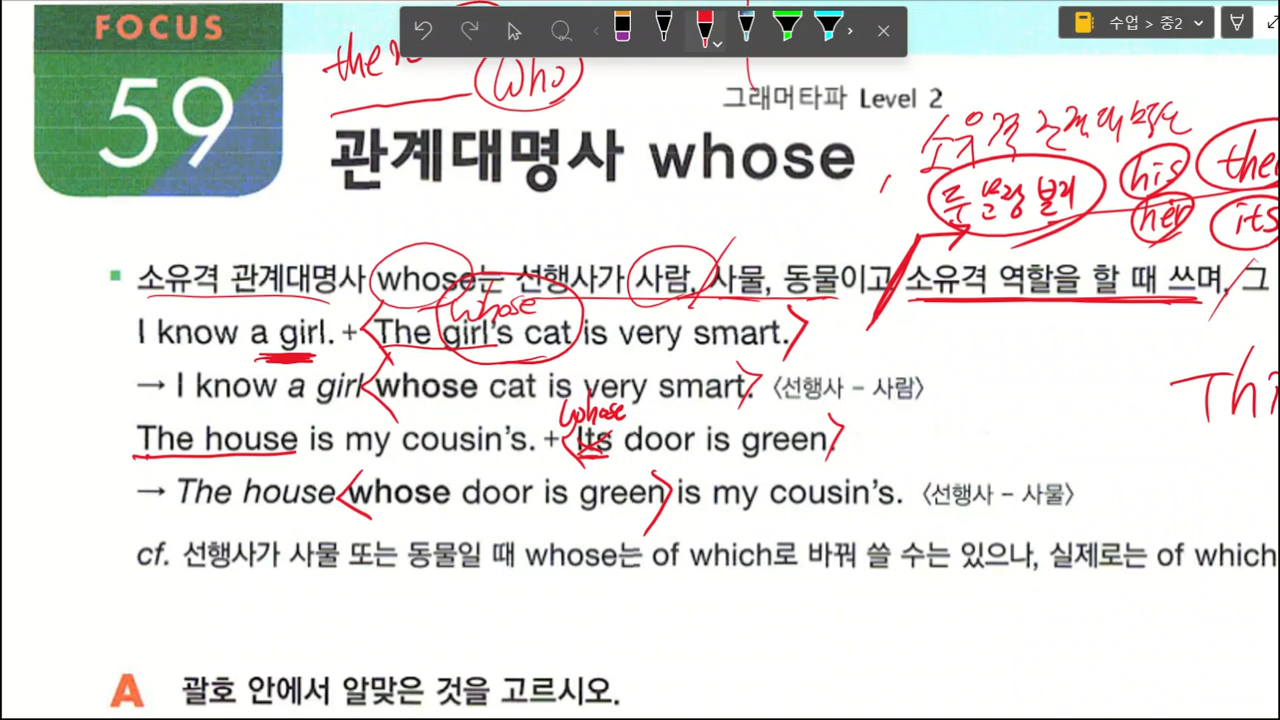 FOCUS
59
수업 > 중2
the
who
그래머타파 Level 2
관계대명사 whose
소유격
his
the
her
its
소유격 관계대명사 whose는 선행사가 사람, 사물, 동물이고 소유격 역할을 할 때 쓰며, 그
whose
I know a girl. + The girl's cat is very smart.
→ I know a girl whose cat is very smart. 〈선행사 – 사람〉
Thi
whose
The house is my cousin's. + Its door is green.
→ The house whose door is green is my cousin's. 〈선행사 – 사물〉
cf. 선행사가 사물 또는 동물일 때 whose는 of which로 바꿔 쓸 수는 있으나, 실제로는 of which
A 괄호 안에서 알맞은 것을 고르시오.